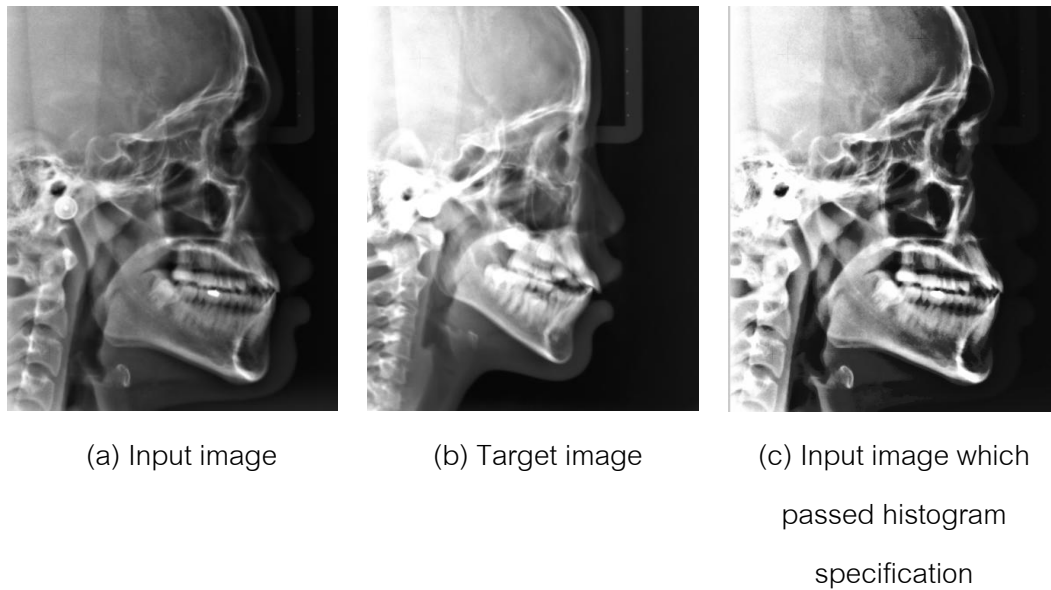 (a) Input image
(b) Target image
(c) Input image which
passed histogram
specification